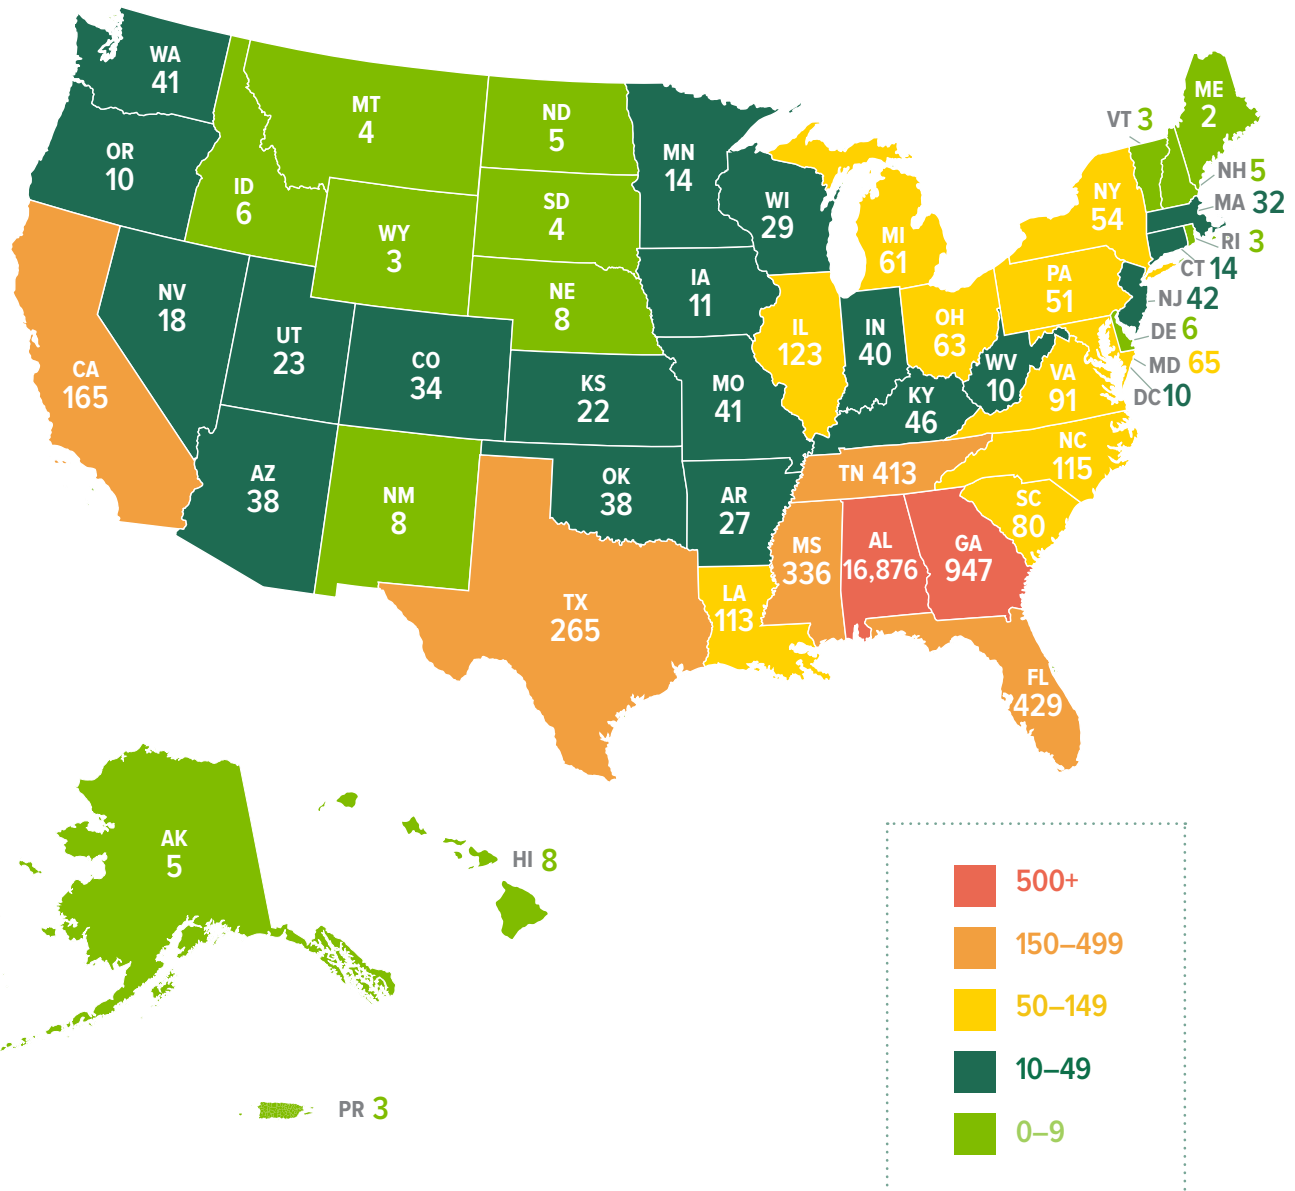 WA
41
OR
10
CA
165
NV
18
ID
6
MT
4
WY
3
UT
23
AZ
38
CO
34
NM
8
ND
5
SD
4
NE
8
KS
22
OK
38
TX
265
MN
14
IA
11
MO
41
AR
27
LA
113
WI
29
IL
123
MI
61
IN
40
OH
63
KY
46
TN 413
MS
336
AL
16,876
GA
947
FL
429
SC
80
NC
115
VA
91
WV
10
PA
51
NY
54
ME
2
VT 3
NH 5
MA 32
RI 3
CT 14
NJ 42
DE 6
MD 65
DC 10
AK
5
HI 8
PR 3
500+
150–499
50–149
10–49
0–9